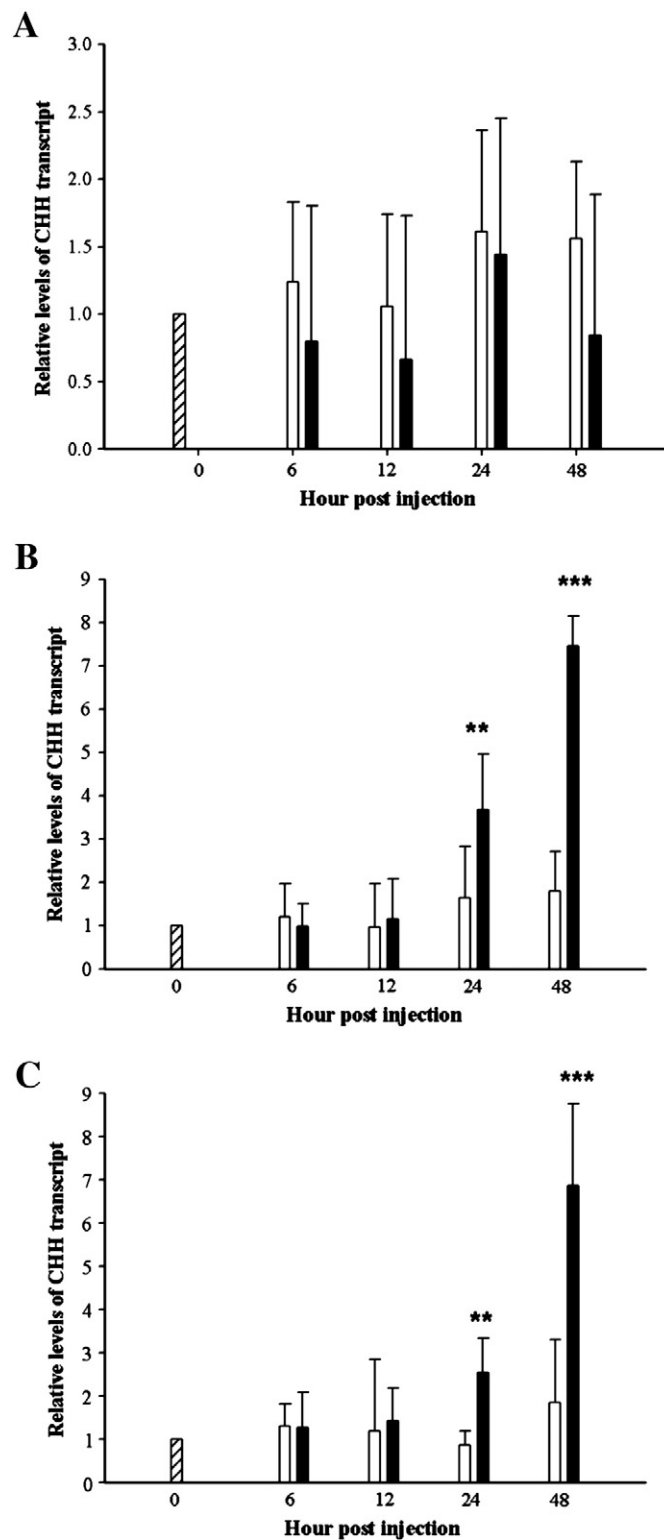 A
Relative levels of CHH transcript
3.0
2.5
2.0
1.5
1.0
0.5
0.0
0 6 12 24 48
Hour post injection
B
Relative levels of CHH transcript
9
8
7
6
5
4
3
2
1
0
**
***
0 6 12 24 48
Hour post injection
C
Relative levels of CHH transcript
9
8
7
6
5
4
3
2
1
0
**
***
0 6 12 24 48
Hour post injection